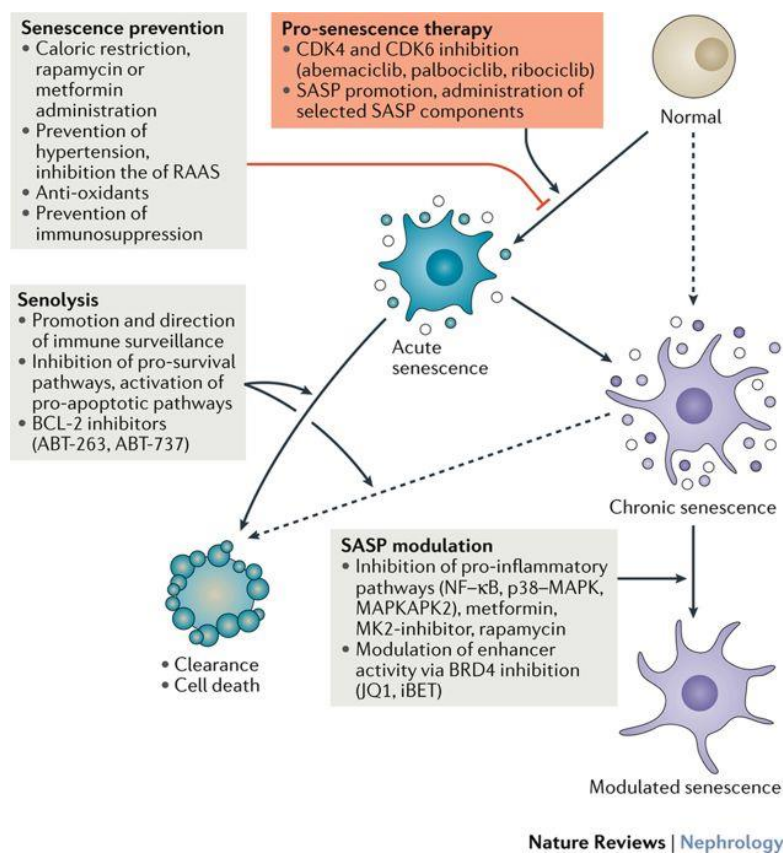 Senescence prevention
• Caloric restriction,
rapamycin or
metformin
administration
• Prevention of
hypertension,
inhibition the of RAAS
• Anti-oxidants
• Prevention of
immunosuppression
Pro-senescence therapy
• CDK4 and CDK6 inhibition
(abemaciclib, palbociclib, ribociclib)
• SASP promotion, administration of
selected SASP components
Normal
Senolysis
• Promotion and direction
of immune surveillance
• Inhibition of pro-survival
pathways, activation of
pro-apoptotic pathways
• BCL-2 inhibitors
(ABT-263, ABT-737)
Acute
senescence
Chronic senescence
SASP modulation
• Inhibition of pro-inflammatory
pathways (NF–κB, p38–MAPK,
MAPKAPK2), metformin,
MK2-inhibitor, rapamycin
• Modulation of enhancer
activity via BRD4 inhibition
(JQ1, iBET)
• Clearance
• Cell death
Modulated senescence
Nature Reviews | Nephrology